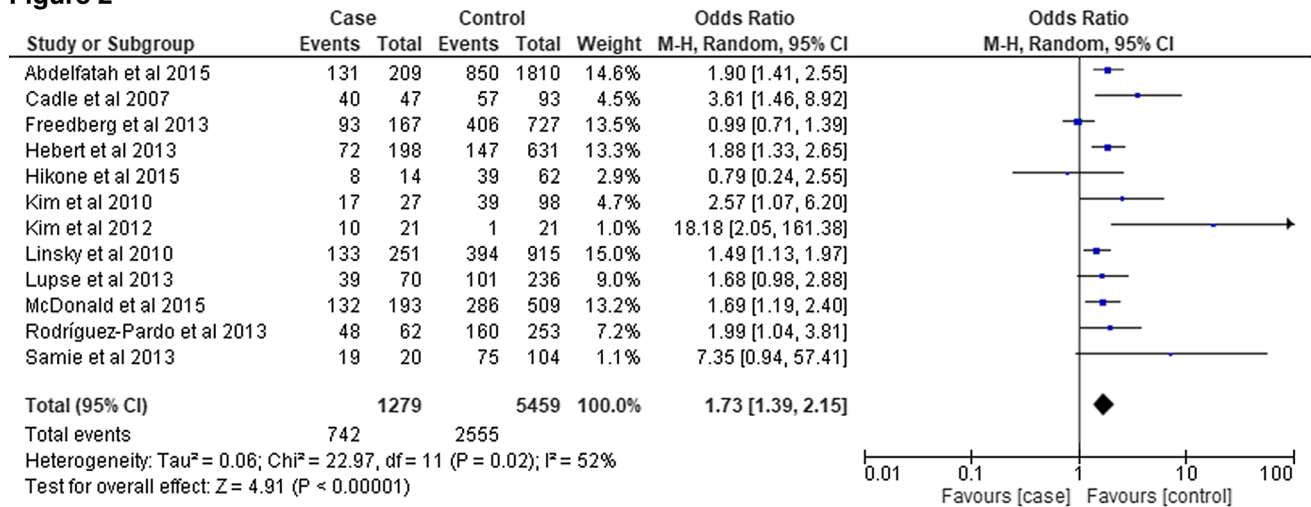 Case Control Odds Ratio Odds Ratio
Study or Subgroup Events Total Events Total Weight M-H, Random, 95% CI M-H, Random, 95% CI
Abdelfatah et al 2015 131 209 850 1810 14.6% 1.90 [1.41, 2.55]
Cadle et al 2007 40 47 57 93 4.5% 3.61 [1.46, 8.92]
Freedberg et al 2013 93 167 406 727 13.5% 0.99 [0.71, 1.39]
Hebert et al 2013 72 198 147 631 13.3% 1.88 [1.33, 2.65]
Hikone et al 2015 8 14 39 62 2.9% 0.79 [0.24, 2.55]
Kim et al 2010 17 27 39 98 4.7% 2.57 [1.07, 6.20]
Kim et al 2012 10 21 1 21 1.0% 18.18 [2.05, 161.38]
Linsky et al 2010 133 251 394 915 15.0% 1.49 [1.13, 1.97]
Lupse et al 2013 39 70 101 236 9.0% 1.68 [0.98, 2.88]
McDonald et al 2015 132 193 286 509 13.2% 1.69 [1.19, 2.40]
Rodríguez-Pardo et al 2013 48 62 160 253 7.2% 1.99 [1.04, 3.81]
Samie et al 2013 19 20 75 104 1.1% 7.35 [0.94, 57.41]
Total (95% CI) 1279 5459 100.0% 1.73 [1.39, 2.15]
Total events 742 2555
Heterogeneity: Tau² = 0.06; Chi² = 22.97, df = 11 (P = 0.02); I² = 52%
Test for overall effect: Z = 4.91 (P < 0.00001)
0.01 0.1 1 10 100
Favours [case] Favours [control]